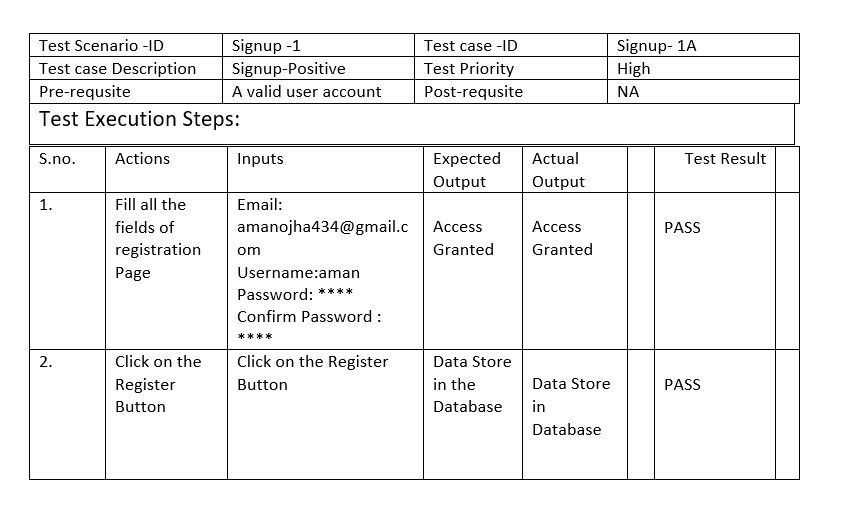 Test Scenario -ID Signup -1 Test case -ID Signup- 1A
Test case Description Signup-Positive Test Priority High
Pre-requsite A valid user account Post-requsite NA
Test Execution Steps:
S.no. Actions Inputs Expected Output Actual Output Test Result
1.
Fill all the
fields of
registration
Page
Email:
amanojha434@gmail.c
om
Username:aman
Password: ****
Confirm Password :
****
Access
Granted
Access
Granted
PASS
2.
Click on the
Register
Button
Click on the Register
Button
Data Store
in the
Database
Data Store
in
Database
PASS